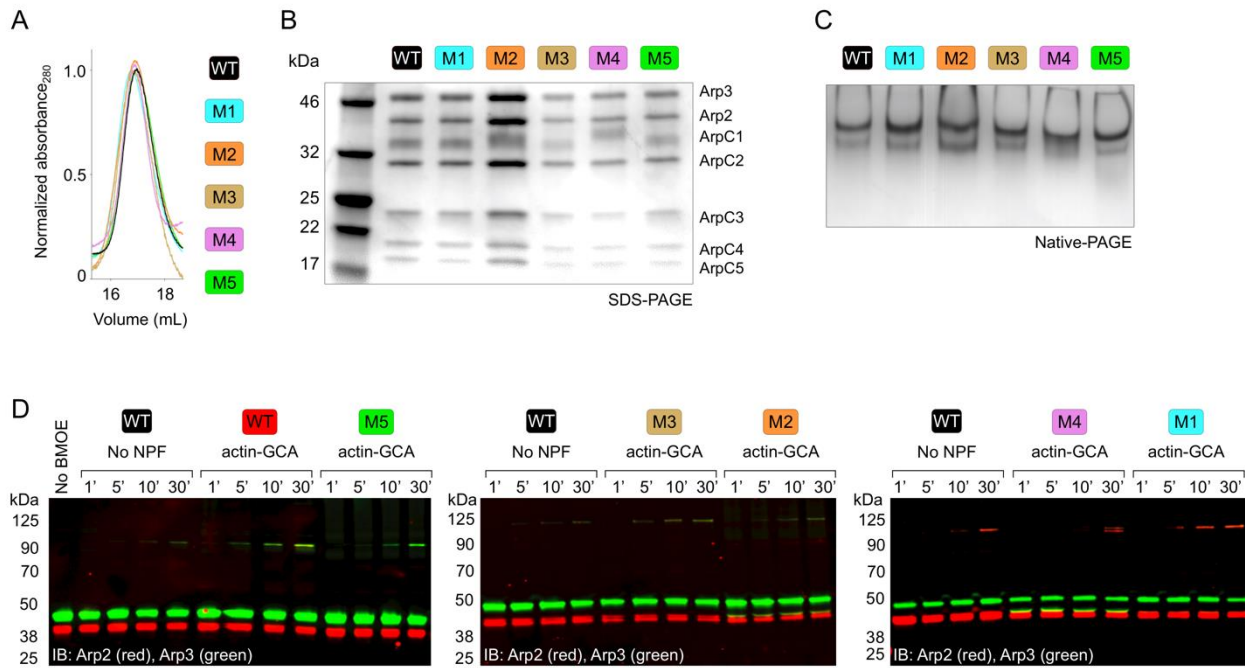 A
Normalized absorbance280
1.0
0.5
0
16 18
Volume (mL)
WT
M1
M2
M3
M4
M5
B
kDa WT M1 M2 M3 M4 M5
46
32
25
22
17
Arp3
Arp2
ArpC1
ArpC2
ArpC3
ArpC4
ArpC5
SDS-PAGE
C
WT M1 M2 M3 M4 M5
Native-PAGE
D
No BMOE
WT WT M5
No NPF actin-GCA actin-GCA
1' 5' 10' 30' 1' 5' 10' 30' 1' 5' 10' 30'
kDa
125
90
70
50
38
25
IB: Arp2 (red), Arp3 (green)
WT M3 M2
No NPF actin-GCA actin-GCA
1' 5' 10' 30' 1' 5' 10' 30' 1' 5' 10' 30'
kDa
125
90
70
50
38
25
IB: Arp2 (red), Arp3 (green)
WT M4 M1
No NPF actin-GCA actin-GCA
1' 5' 10' 30' 1' 5' 10' 30' 1' 5' 10' 30'
kDa
125
90
70
50
38
25
IB: Arp2 (red), Arp3 (green)